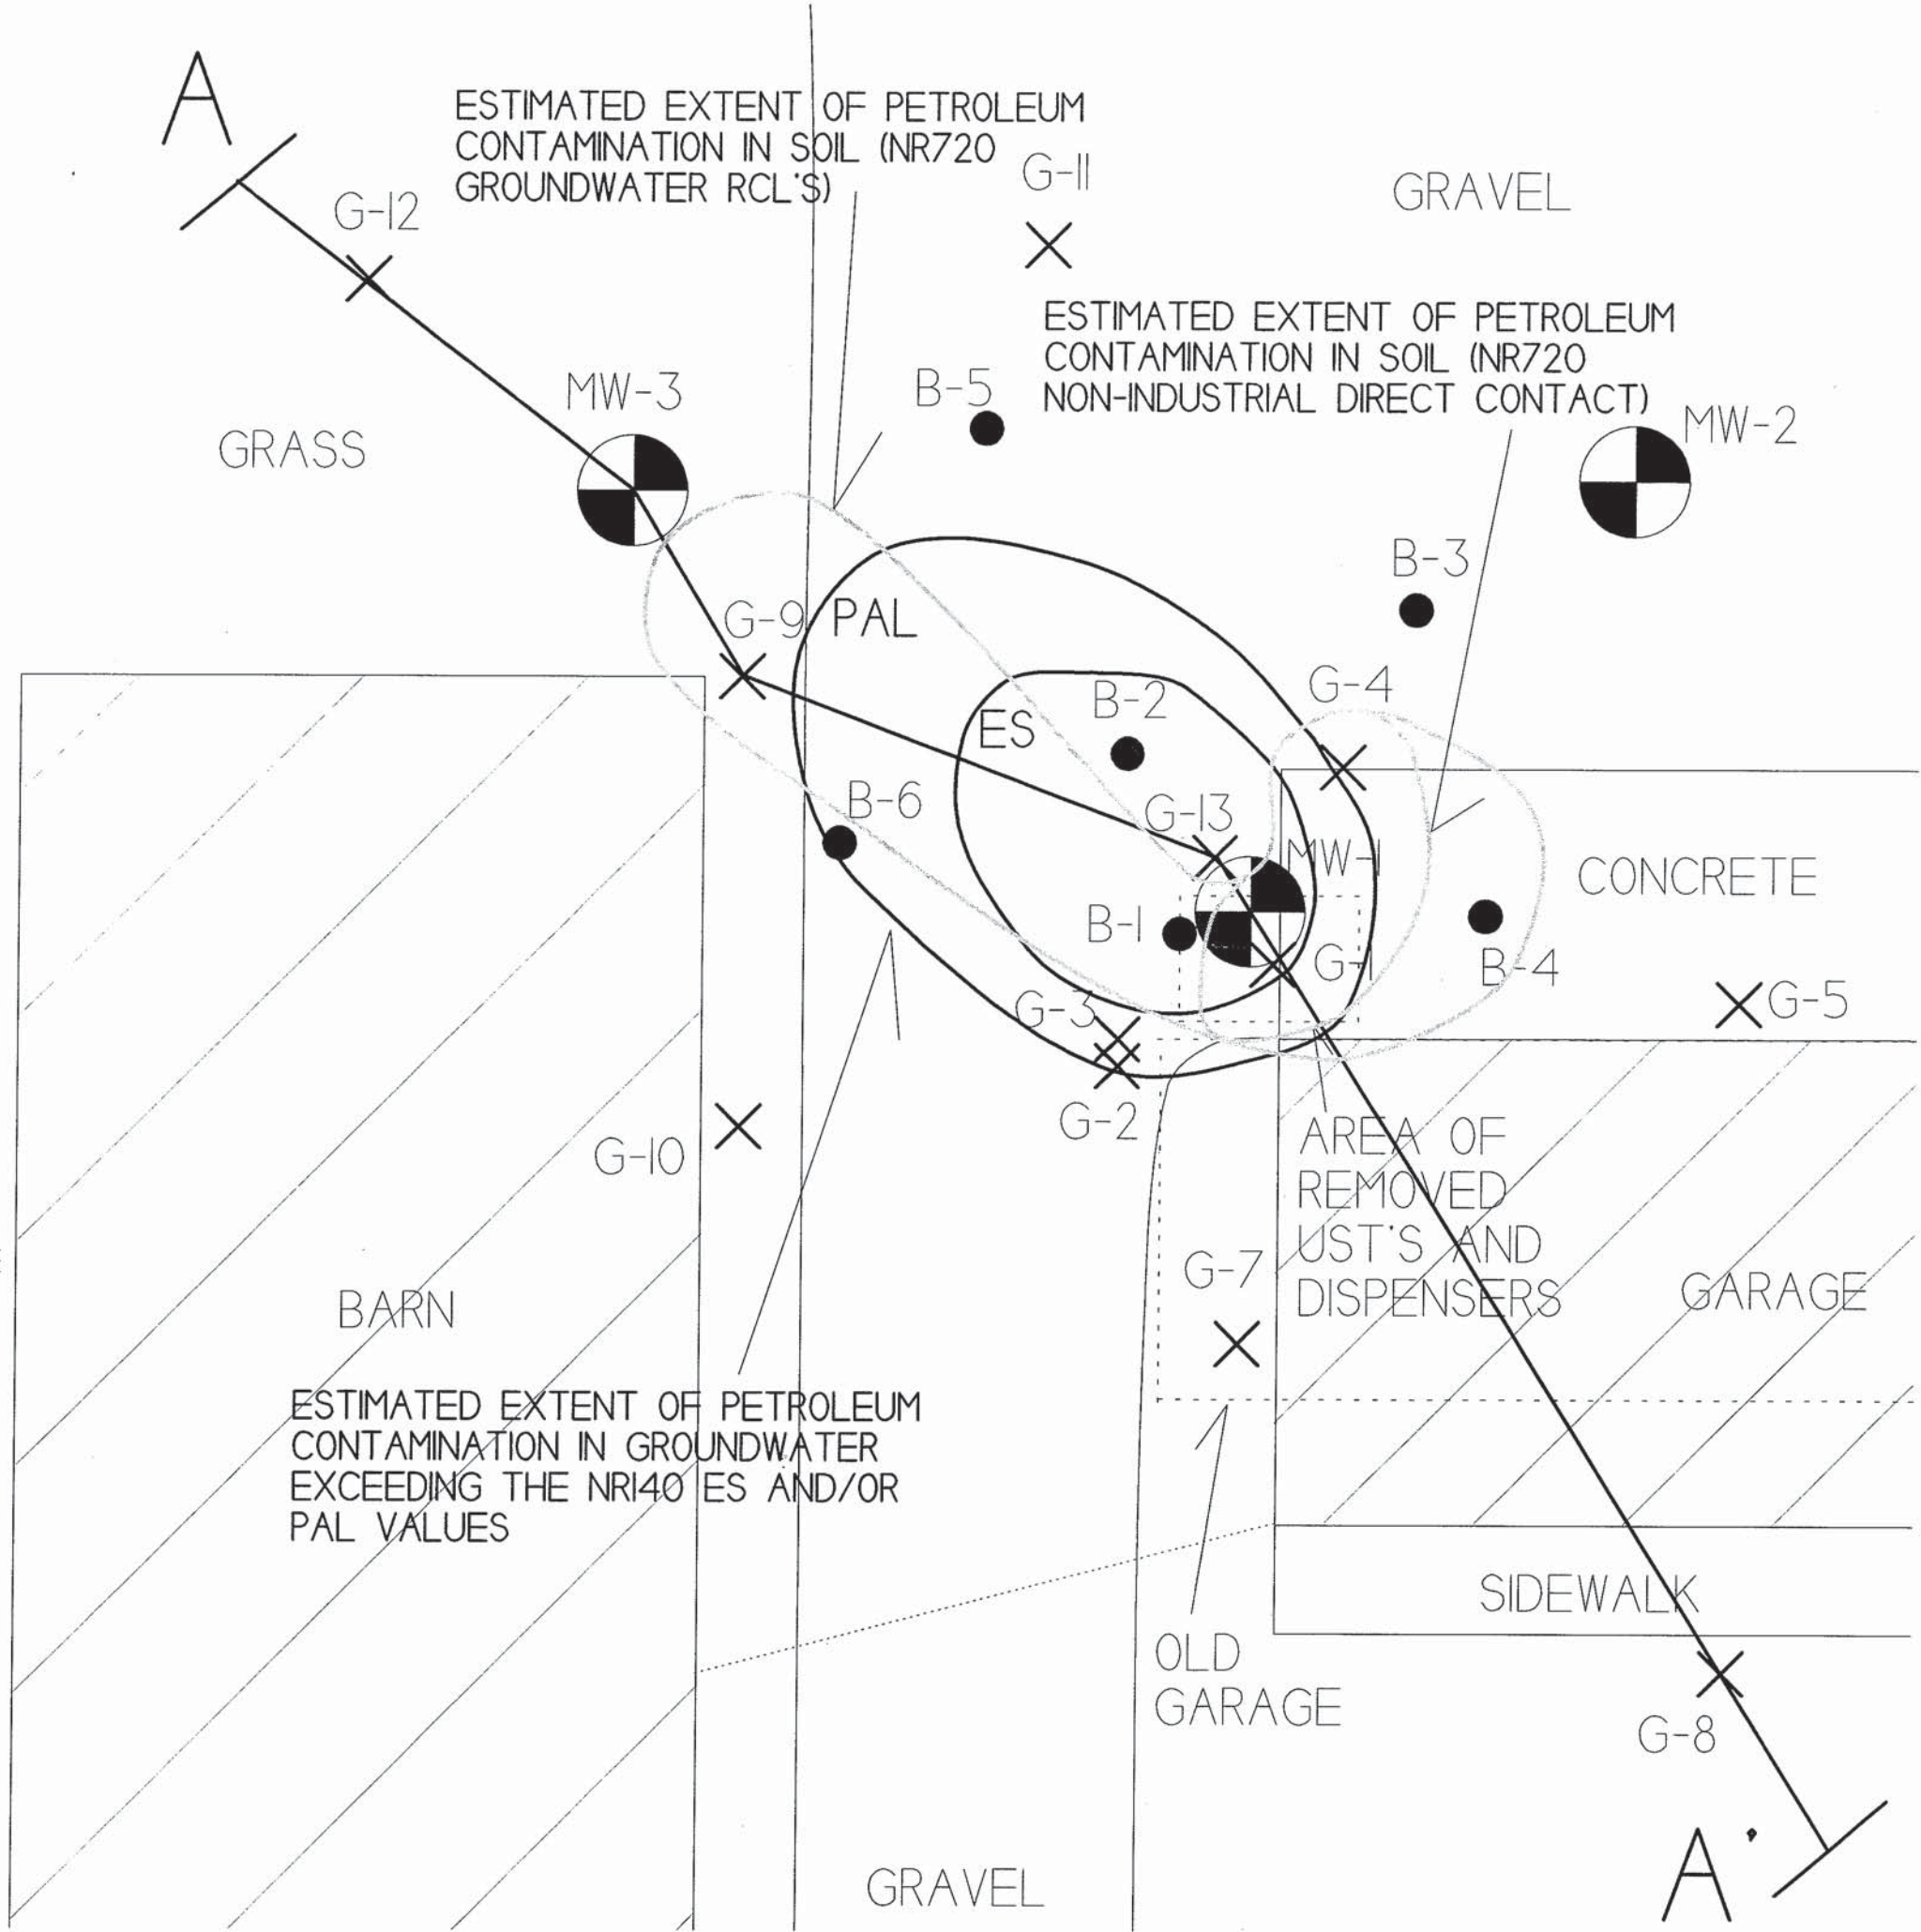 A
ESTIMATED EXTENT OF PETROLEUM
CONTAMINATION IN SOIL (NR720
GROUNDWATER RCL'S)
G-11
GRAVEL
G-12
ESTIMATED EXTENT OF PETROLEUM
CONTAMINATION IN SOIL (NR720
NON-INDUSTRIAL DIRECT CONTACT)
MW-3
B-5
MW-2
GRASS
B-3
G-9
PAL
G-4
B-2
ES
B-6
G-13
MW-1
CONCRETE
B-1
G-1
B-4
G-3
G-5
G-2
G-10
AREA OF
REMOVED
UST'S AND
DISPENSERS
G-7
GARAGE
BARN
ESTIMATED EXTENT OF PETROLEUM
CONTAMINATION IN GROUNDWATER
EXCEEDING THE NR140 ES AND/OR
PAL VALUES
SIDEWALK
OLD
GARAGE
G-8
GRAVEL
A'